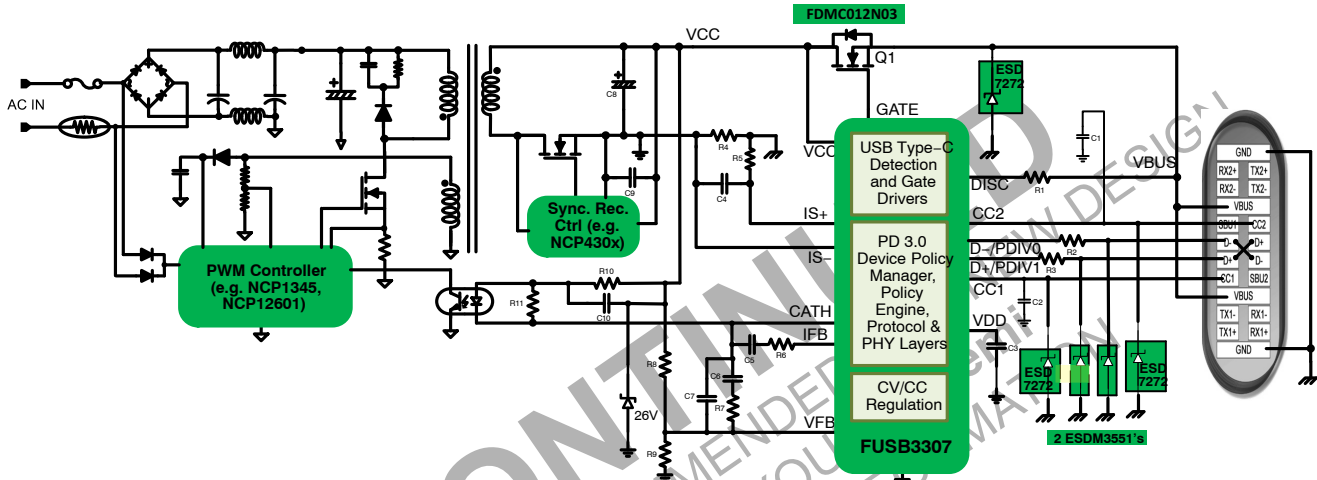 FDMC012N03
VCC
Q1
AC IN
+
+
C8
ESD
7272
GATE
C1
R4
VCC
R5
VBUS
C9
C4
DISC
R1
USB Type-C
Detection
and Gate
Drivers
IS+
CC2
Sync. Rec.
Ctrl (e.g.
NCP430x)
IS-
D-/PDIV0
R2
D+/PDIV1
R3
CC1
PD 3.0
Device Policy
Manager,
Policy
Engine,
Protocol &
PHY Layers
PWM Controller
(e.g. NCP1345,
NCP12601)
R10
R11
C10
C2
CATH
VDD
IFB
C3
C5
R6
R8
C6
C7
R7
26V
CV/CC
Regulation
VFB
R9
FUSB3307
ESD
7272
ESD
7272
2 ESDM3551's
GND
RX2+ TX2+
RX2- TX2-
VBUS
SBU1 CC2
D- D+
D+ D-
CC1 SBU2
VBUS
TX1- RX1-
TX1+ RX1+
GND